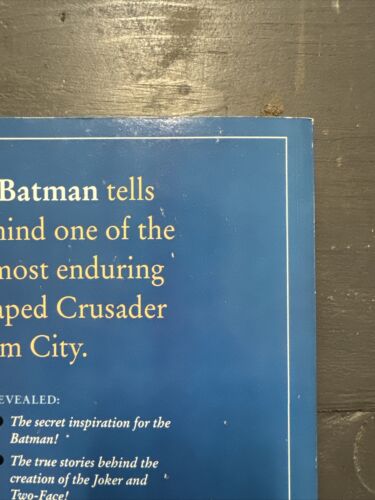 Batman tells
hind one of the
most enduring
aped Crusader
m City.
EVEALED:
The secret inspiration for the
Batman!
The true stories behind the
creation of the Joker and
Two-Face!